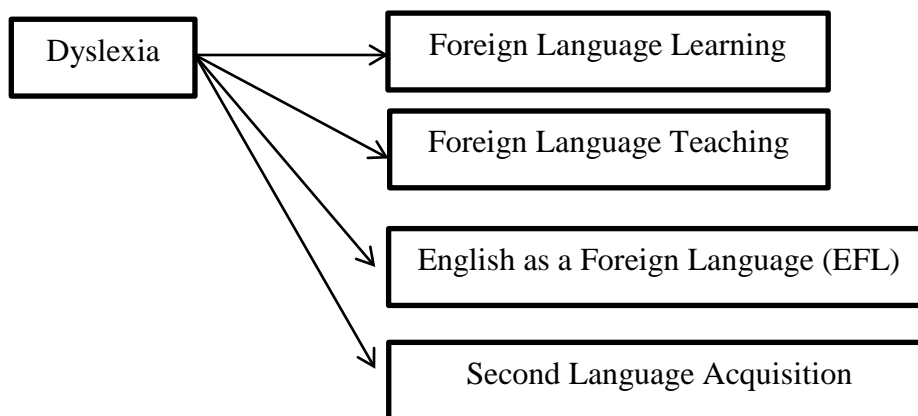 Dyslexia
Foreign Language Learning
Foreign Language Teaching
English as a Foreign Language (EFL)
Second Language Acquisition